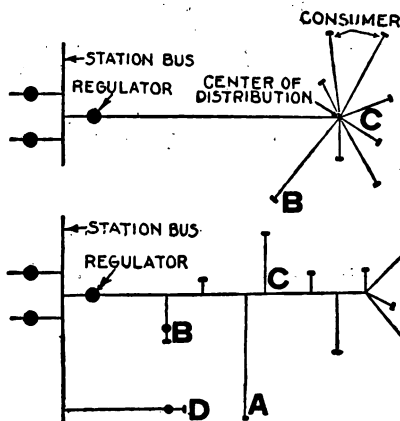 CONSUMER
STATION BUS
REGULATOR
CENTER OF
DISTRIBUTION
C
B
STATION BUS
REGULATOR
C
B
D
A